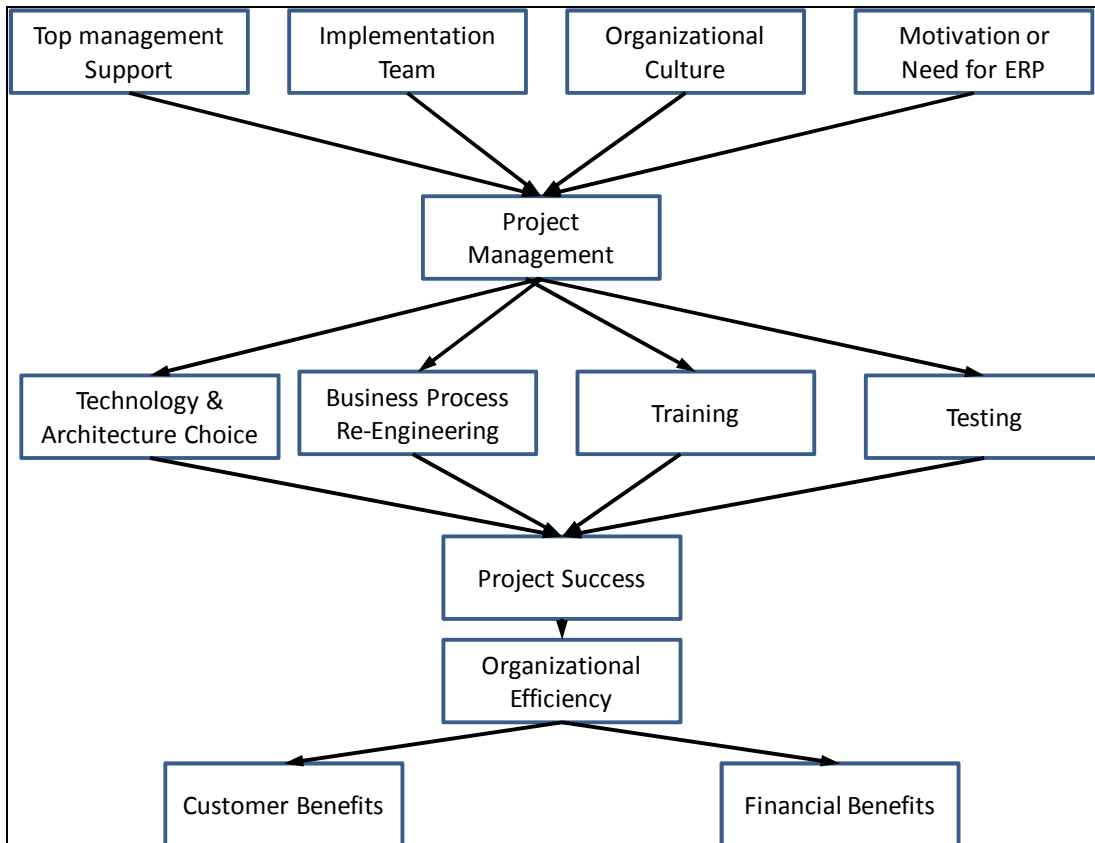 Top management
Support
Implementation
Team
Organizational
Culture
Motivation or
Need for ERP
Project
Management
Technology &
Architecture Choice
Business Process
Re-Engineering
Training
Testing
Project Success
Organizational
Efficiency
Customer Benefits
Financial Benefits